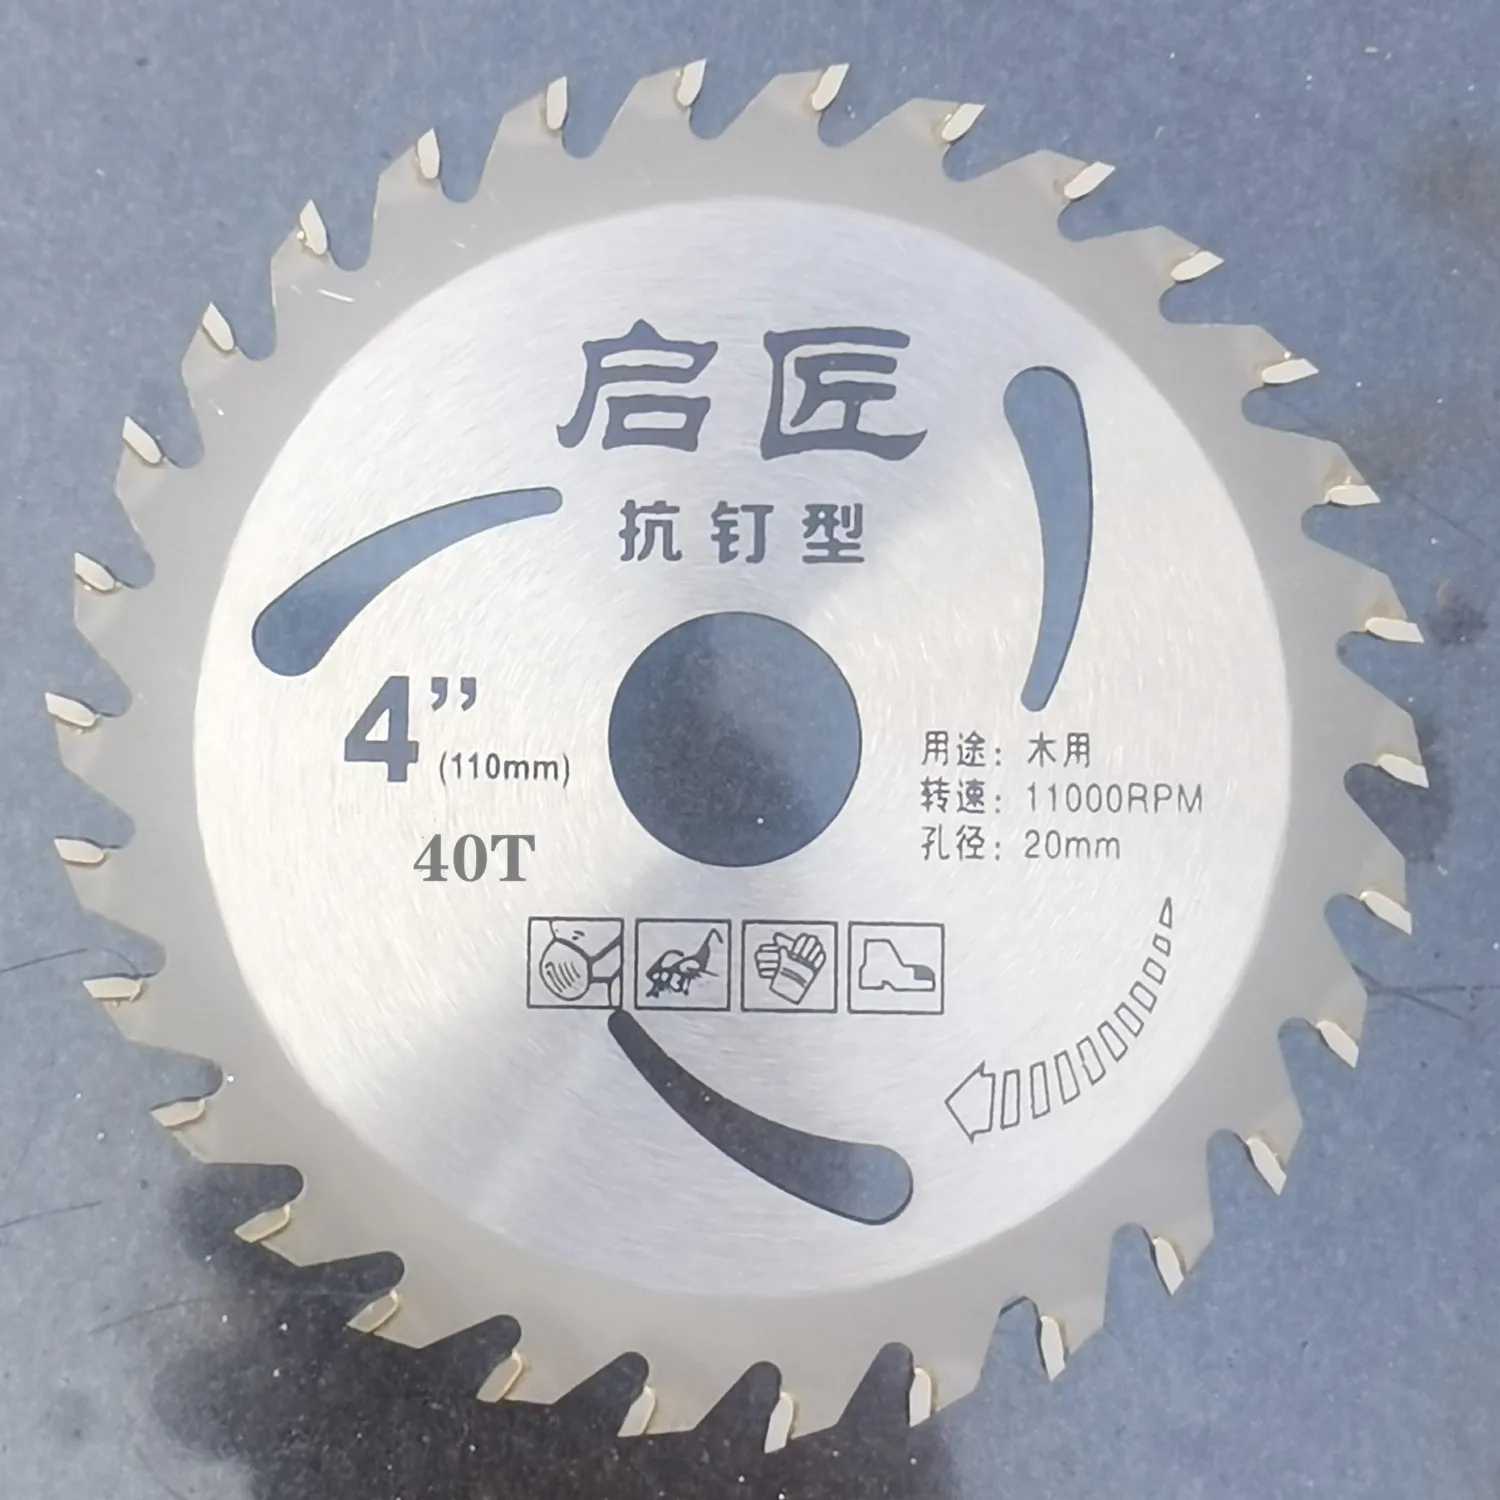 启匠
抗钉型
4”
(110mm)
40T
用途：木用
转速：11000RPM
孔径：20mm